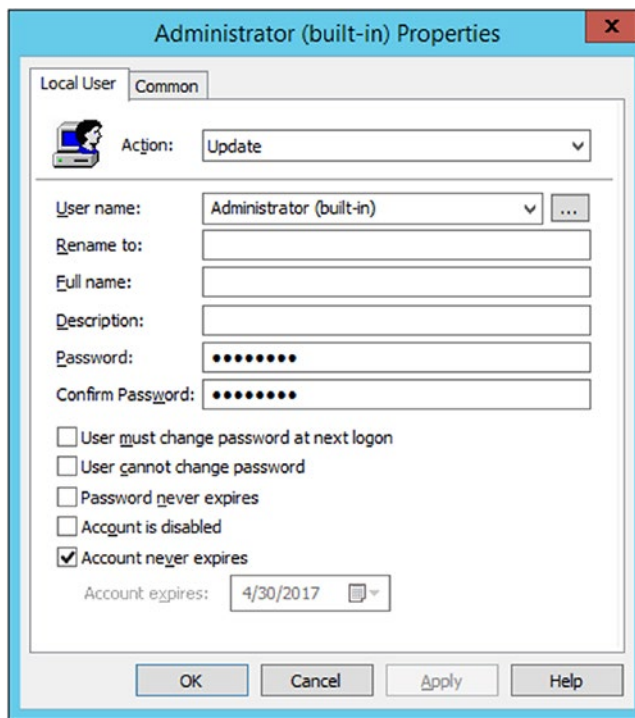 Administrator (built-in) Properties
x
Local User Common
Action: Update
User name: Administrator (built-in) ...
Rename to:
Full name:
Description:
Password: ●●●●●●●●
Confirm Password: ●●●●●●●●
User must change password at next logon
User cannot change password
Password never expires
Account is disabled
Account never expires
Account expires: 4/30/2017
OK Cancel Apply Help